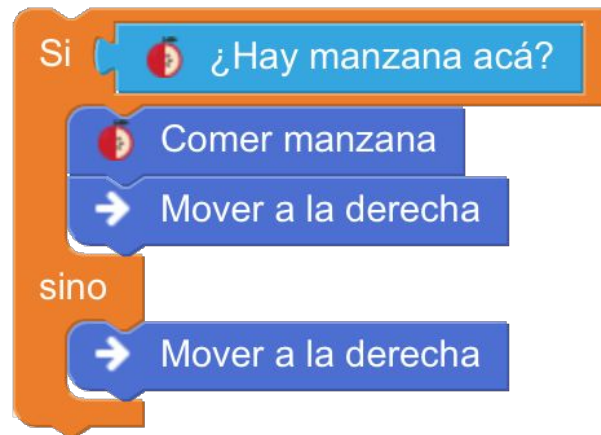 Si ¿Hay manzana acá?
Comer manzana
Mover a la derecha
sino
Mover a la derecha